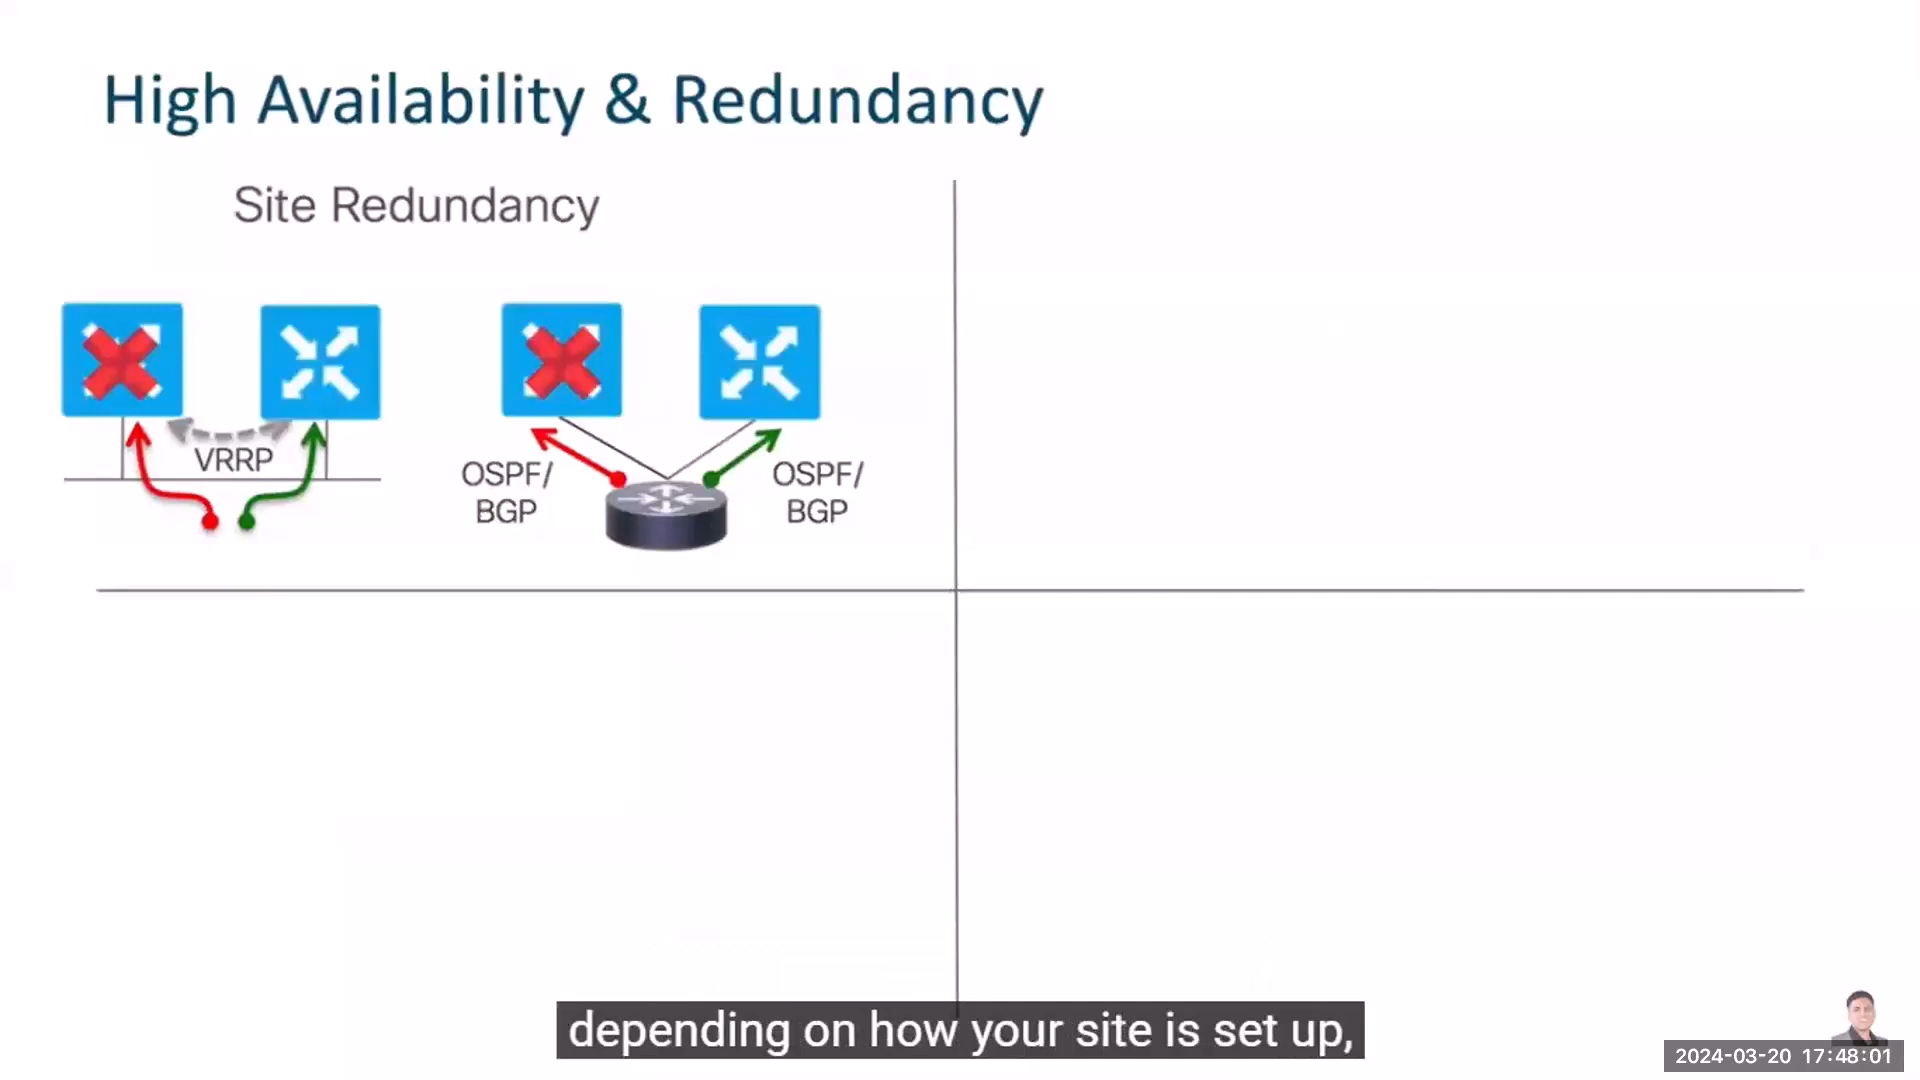 High Availability & Redundancy
Site Redundancy
VRRP
OSPF/
BGP
OSPF/
BGP
depending on how your site is set up,
2024-03-20 17:48:01